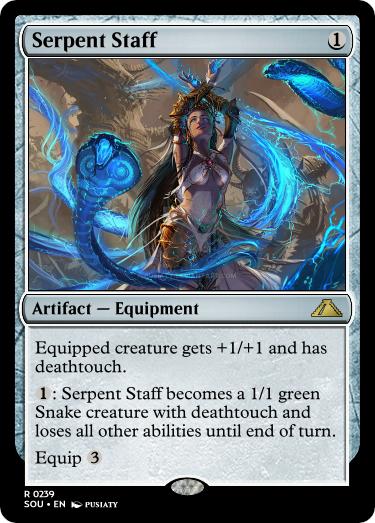 Serpent Staff 1
Artifact — Equipment
Equipped creature gets +1/+1 and has
deathtouch.
1: Serpent Staff becomes a 1/1 green
Snake creature with deathtouch and
loses all other abilities until end of turn.
Equip 3
R 0239
SOU • EN PUSIATY